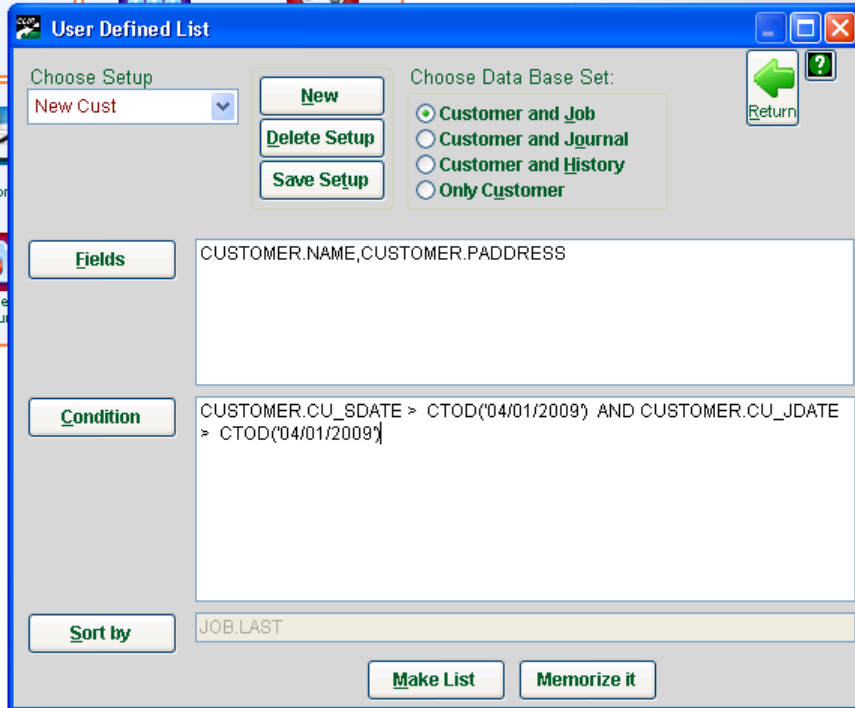 User Defined List
Choose Setup
New Cust
New
Delete Setup
Save Setup
Choose Data Base Set:
Customer and Job
Customer and Journal
Customer and History
Only Customer
Return
?
Fields
CUSTOMER.NAME,CUSTOMER.PADDRESS
Condition
CUSTOMER.CU_SDATE > CTOD('04/01/2009') AND CUSTOMER.CU_JDATE
> CTOD('04/01/2009')
Sort by
JOB.LAST
Make List
Memorize it